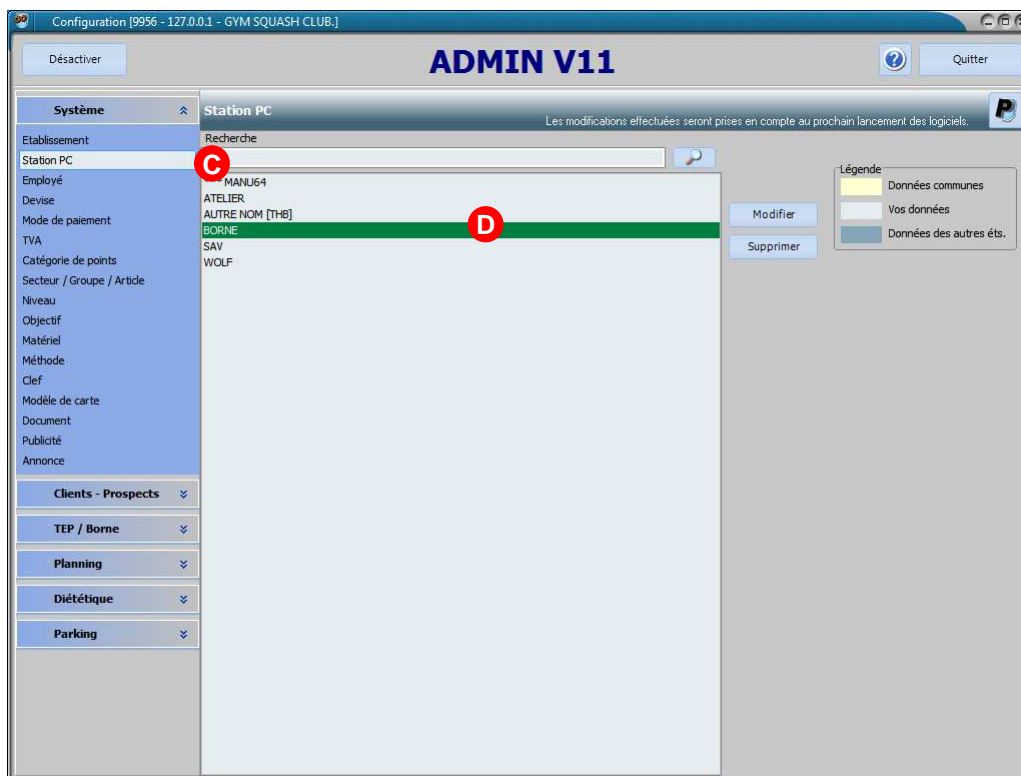 Configuration [9956 - 127.0.0.1 - GYM SQUASH CLUB.]
Désactiver
ADMIN V11
?
Quitter
Système
Station PC
Les modifications effectuées seront prises en compte au prochain lancement des logiciels.
P
Etablissement
Station PC
Employé
Devise
Mode de paiement
TVA
Catégorie de points
Secteur / Groupe / Article
Niveau
Objectif
Matériel
Méthode
Clef
Modèle de carte
Document
Publicité
Annonce
Clients - Prospects
TEP / Borne
Planning
Diététique
Parking
Recherche
C
MANU64
ATELIER
AUTRE NOM [THB]
BORNE
D
SAV
WOLF
Modifier
Supprimer
Légende
Données communes
Vos données
Données des autres éts.